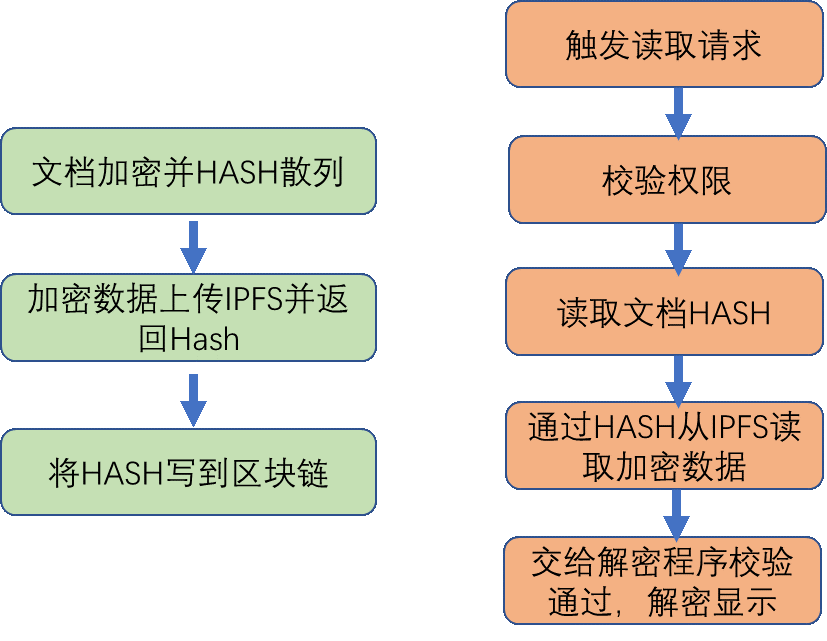 文档加密并HASH散列
加密数据上传IPFS并返
回Hash
将HASH写到区块链
触发读取请求
校验权限
读取文档HASH
通过HASH从IPFS读
取加密数据
交给解密程序校验
通过，解密显示